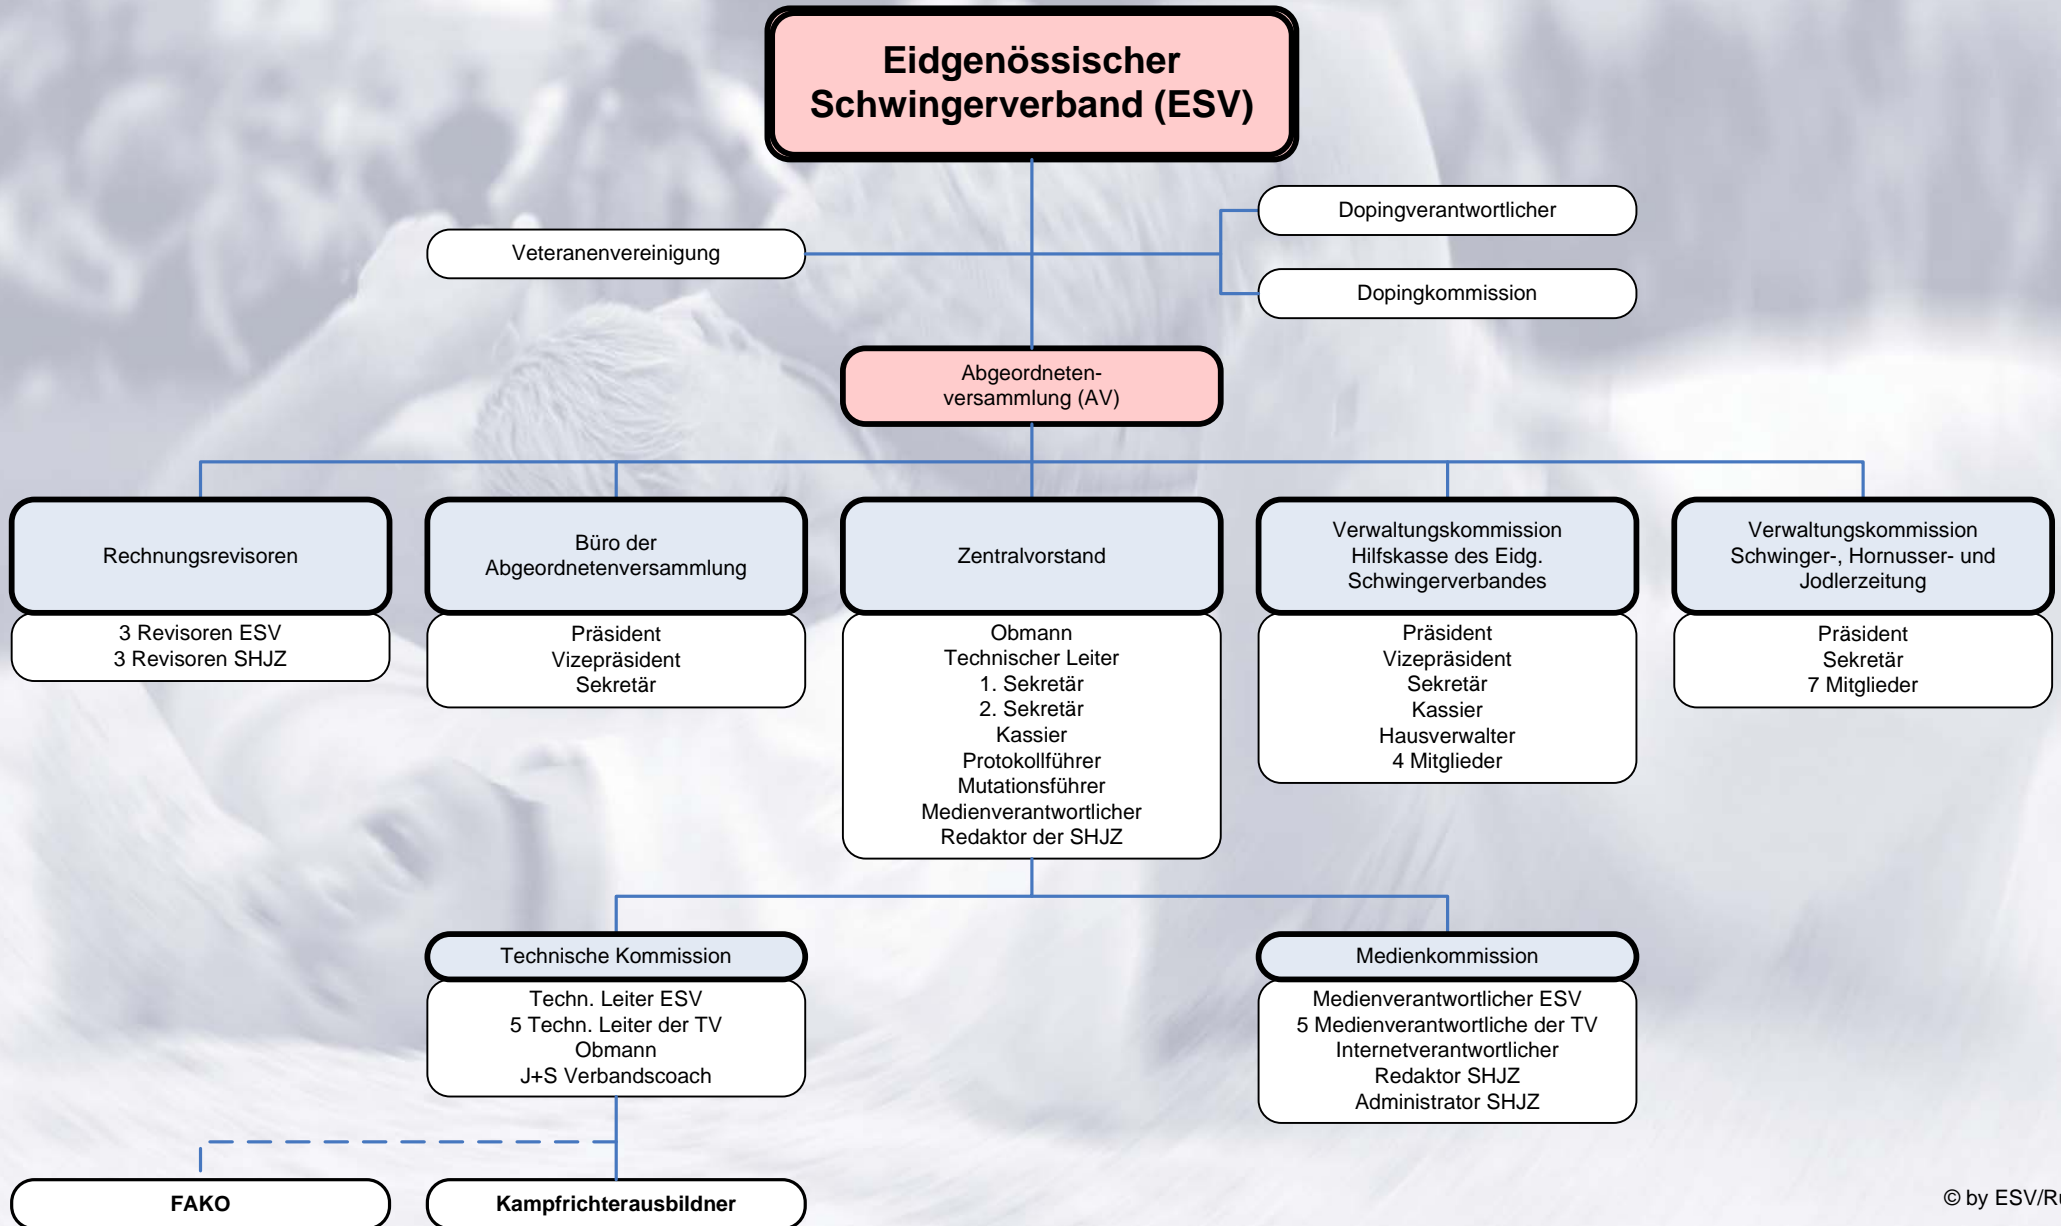 Eidgenössischer
Schwingerverband (ESV)
Dopingverantwortlicher
Veteranenvereinigung
Dopingkommission
Abgeordneten-
versammlung (AV)
Rechnungsrevisoren
3 Revisoren ESV
3 Revisoren SHJZ
Büro der
Abgeordnetenversammlung
Präsident
Vizepräsident
Sekretär
Zentralvorstand
Obmann
Technischer Leiter
1. Sekretär
2. Sekretär
Kassier
Protokollführer
Mutationsführer
Medienverantwortlicher
Redaktor der SHJZ
Verwaltungskommission
Hilfskasse des Eidg.
Schwingerverbandes
Präsident
Vizepräsident
Sekretär
Kassier
Hausverwalter
4 Mitglieder
Verwaltungskommission
Schwinger-, Hornusser- und
Jodlerzeitung
Präsident
Sekretär
7 Mitglieder
Technische Kommission
Techn. Leiter ESV
5 Techn. Leiter der TV
Obmann
J+S Verbandscoach
Medienkommission
Medienverantwortlicher ESV
5 Medienverantwortliche der TV
Internetverantwortlicher
Redaktor SHJZ
Administrator SHJZ
FAKO
Kampfrichterausbildner
© by ESV/